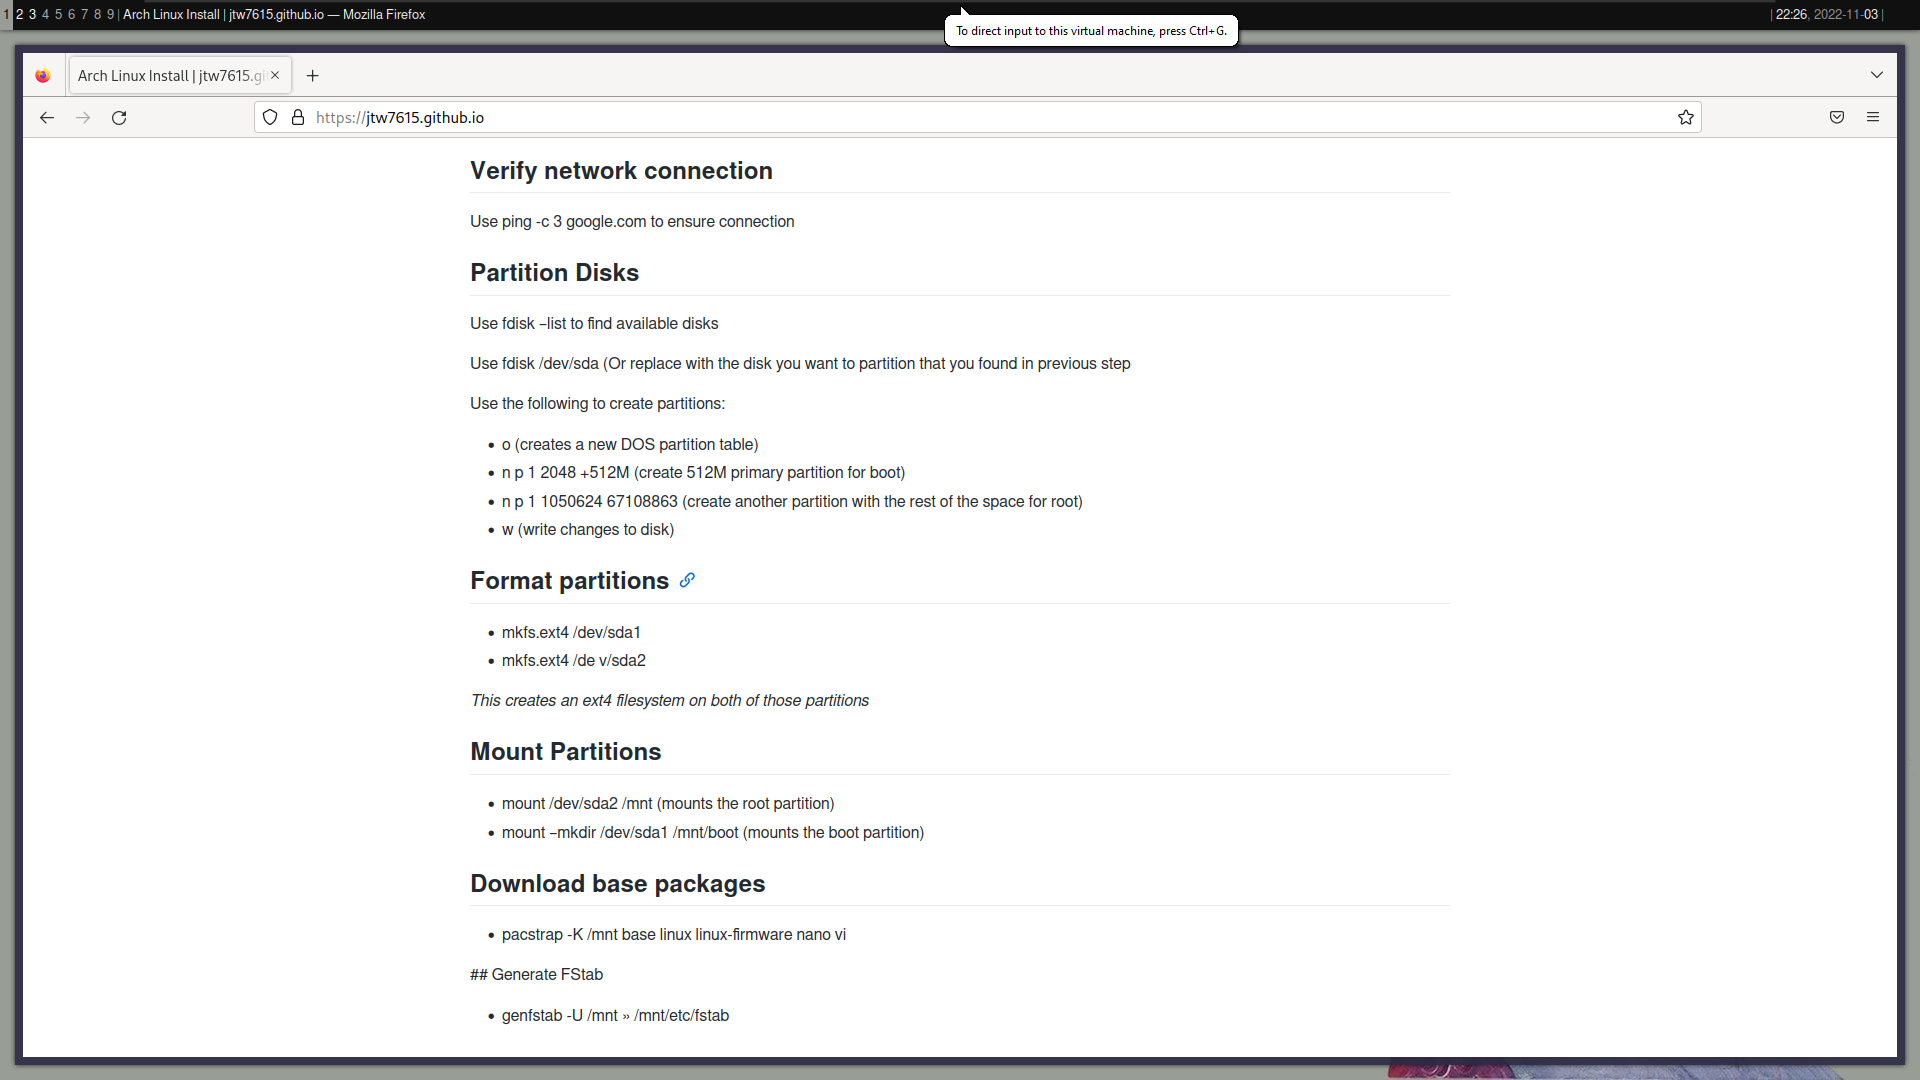 1 2 3 4 5 6 7 8 9 | Arch Linux Install | jtw7615.github.io — Mozilla Firefox
| 22:26, 2022-11-03 |
To direct input to this virtual machine, press Ctrl+G.
Arch Linux Install | jtw7615.gi
https://jtw7615.github.io
Verify network connection
Use ping -c 3 google.com to ensure connection
Partition Disks
Use fdisk –list to find available disks
Use fdisk /dev/sda (Or replace with the disk you want to partition that you found in previous step
Use the following to create partitions:
• o (creates a new DOS partition table)
• n p 1 2048 +512M (create 512M primary partition for boot)
• n p 1 1050624 67108863 (create another partition with the rest of the space for root)
• w (write changes to disk)
Format partitions
• mkfs.ext4 /dev/sda1
• mkfs.ext4 /de v/sda2
This creates an ext4 filesystem on both of those partitions
Mount Partitions
• mount /dev/sda2 /mnt (mounts the root partition)
• mount –mkdir /dev/sda1 /mnt/boot (mounts the boot partition)
Download base packages
• pacstrap -K /mnt base linux linux-firmware nano vi
## Generate FStab
• genfstab -U /mnt » /mnt/etc/fstab